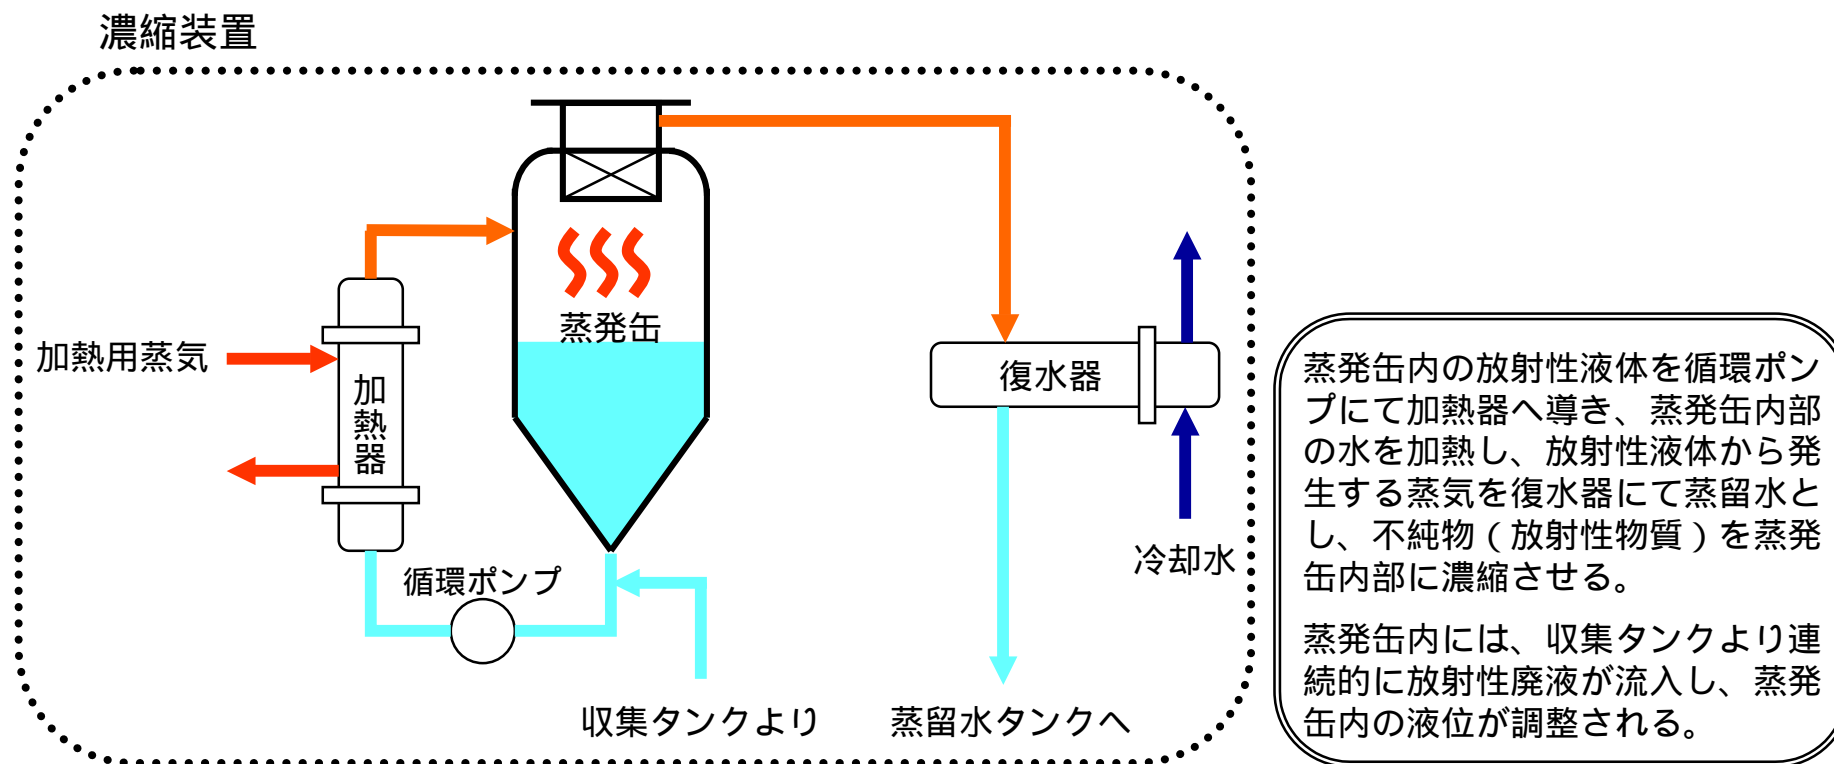 濃縮装置
蒸発缶
加熱用蒸気
加熱器
復水器
循環ポンプ
冷却水
収集タンクより
蒸留水タンクへ
蒸発缶内の放射性液体を循環ポン
プにて加熱器へ導き、蒸発缶内部
の水を加熱し、放射性液体から発
生する蒸気を復水器にて蒸留水と
し、不純物（放射性物質）を蒸発
缶内部に濃縮させる。
蒸発缶内には、収集タンクより連
続的に放射性廃液が流入し、蒸発
缶内の液位が調整される。